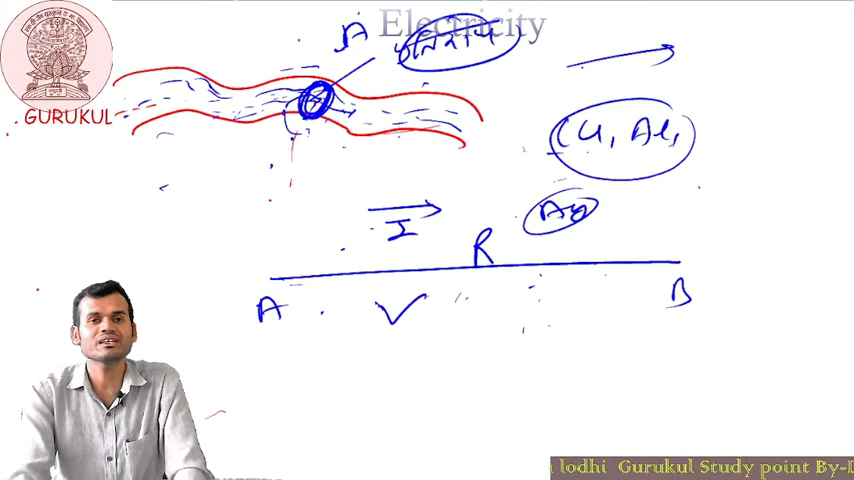 Electricity
A
GURUKUL
Cu, Al,
Ag
I
R
A
V
B
lodhi Gurukul Study point By-